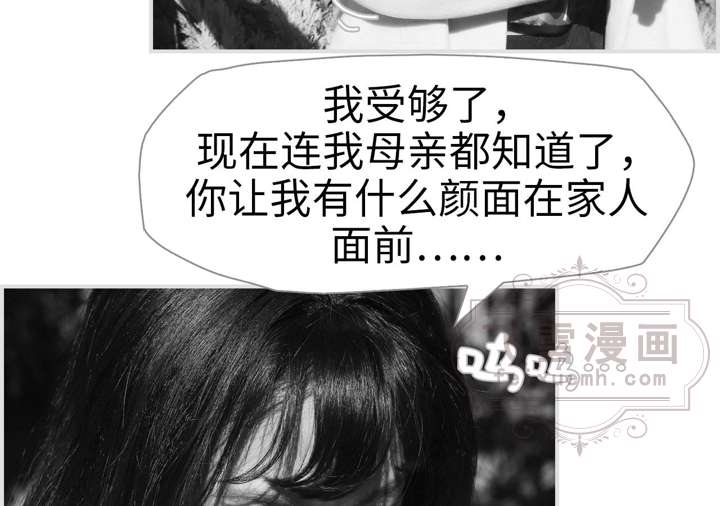 我受够了，
现在连我母亲都知道了，
你让我有什么颜面在家人
面前……
呜呜
漫画